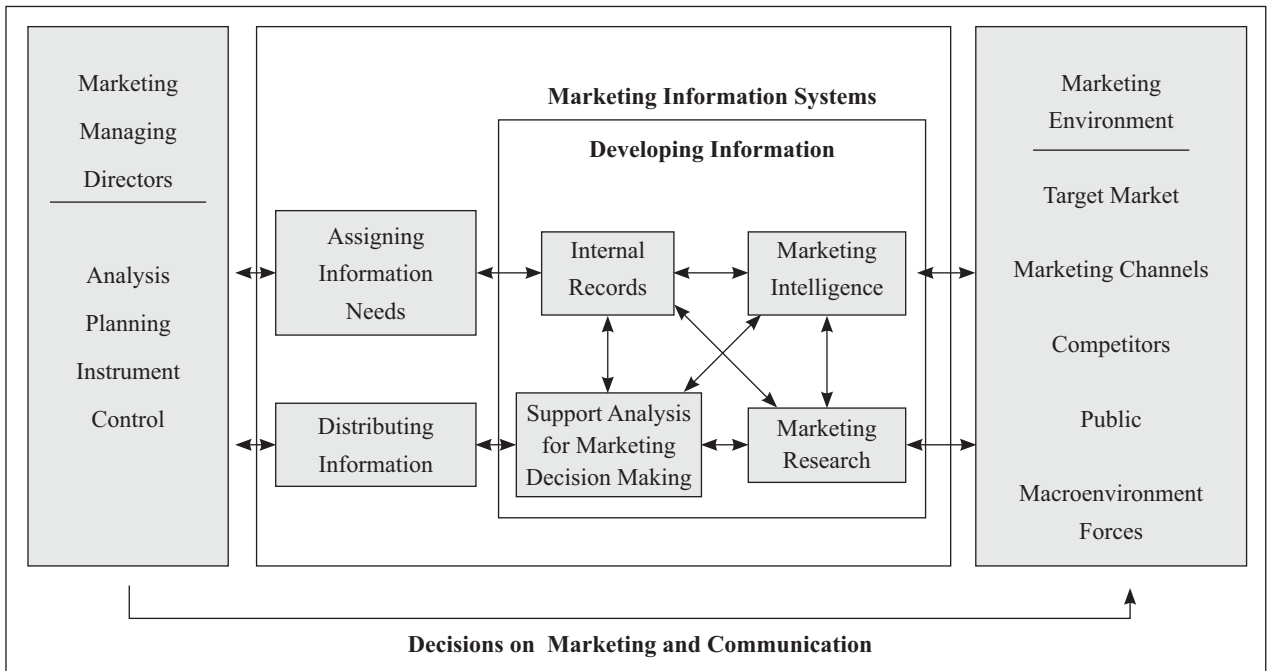 Marketing
Managing
Directors
Analysis
Planning
Instrument
Control
Marketing Information Systems
Developing Information
Assigning
Information
Needs
Internal
Records
Marketing
Intelligence
Distributing
Information
Support Analysis
for Marketing
Decision Making
Marketing
Research
Marketing
Environment
Target Market
Marketing Channels
Competitors
Public
Macroenvironment
Forces
Decisions on Marketing and Communication